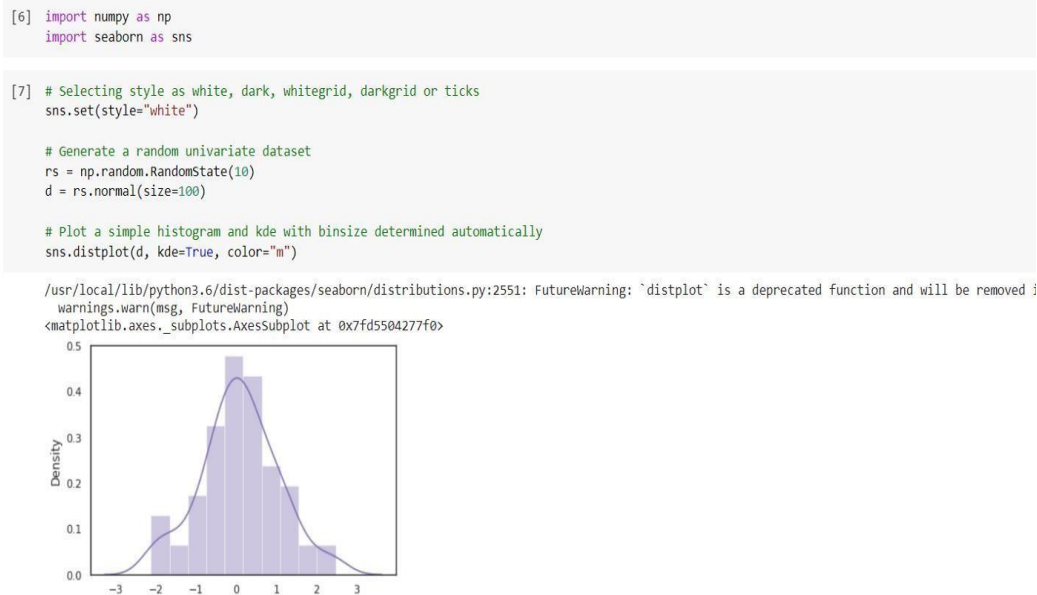 [6] import numpy as np
import seaborn as sns
[7] # Selecting style as white, dark, whitegrid, darkgrid or ticks
sns.set(style="white")
# Generate a random univariate dataset
rs = np.random.RandomState(10)
d = rs.normal(size=100)
# Plot a simple histogram and kde with binsize determined automatically
sns.distplot(d, kde=True, color="m")
/usr/local/lib/python3.6/dist-packages/seaborn/distributions.py:2551: FutureWarning: `distplot` is a deprecated function and will be removed i
warnings.warn(msg, FutureWarning)
<matplotlib.axes._subplots.AxesSubplot at 0x7fd5504277f0>
0.5
0.4
0.3
Density
0.2
0.1
0.0
−3 −2 −1 0 1 2 3